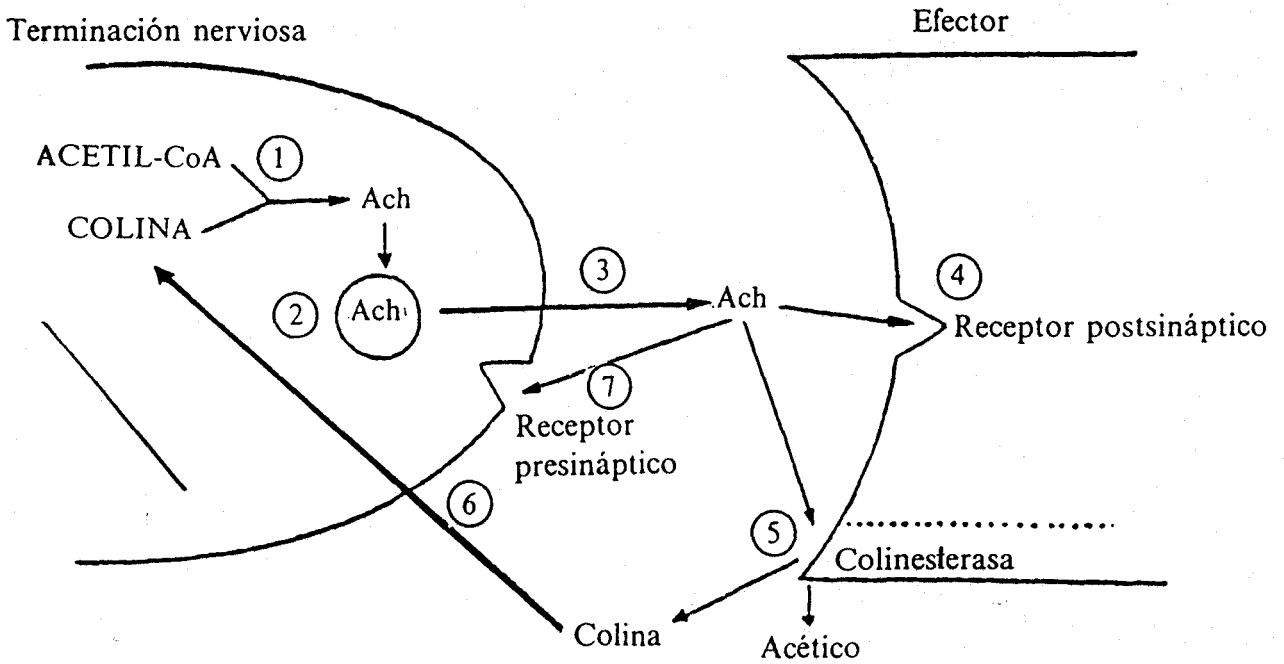 Terminación nerviosa
Efector
ACETIL-CoA
1
COLINA
Ach
2
Ach
3
Ach
4
Receptor postsináptico
7
Receptor
presináptico
6
5
Colinesterasa
Colina
Acético